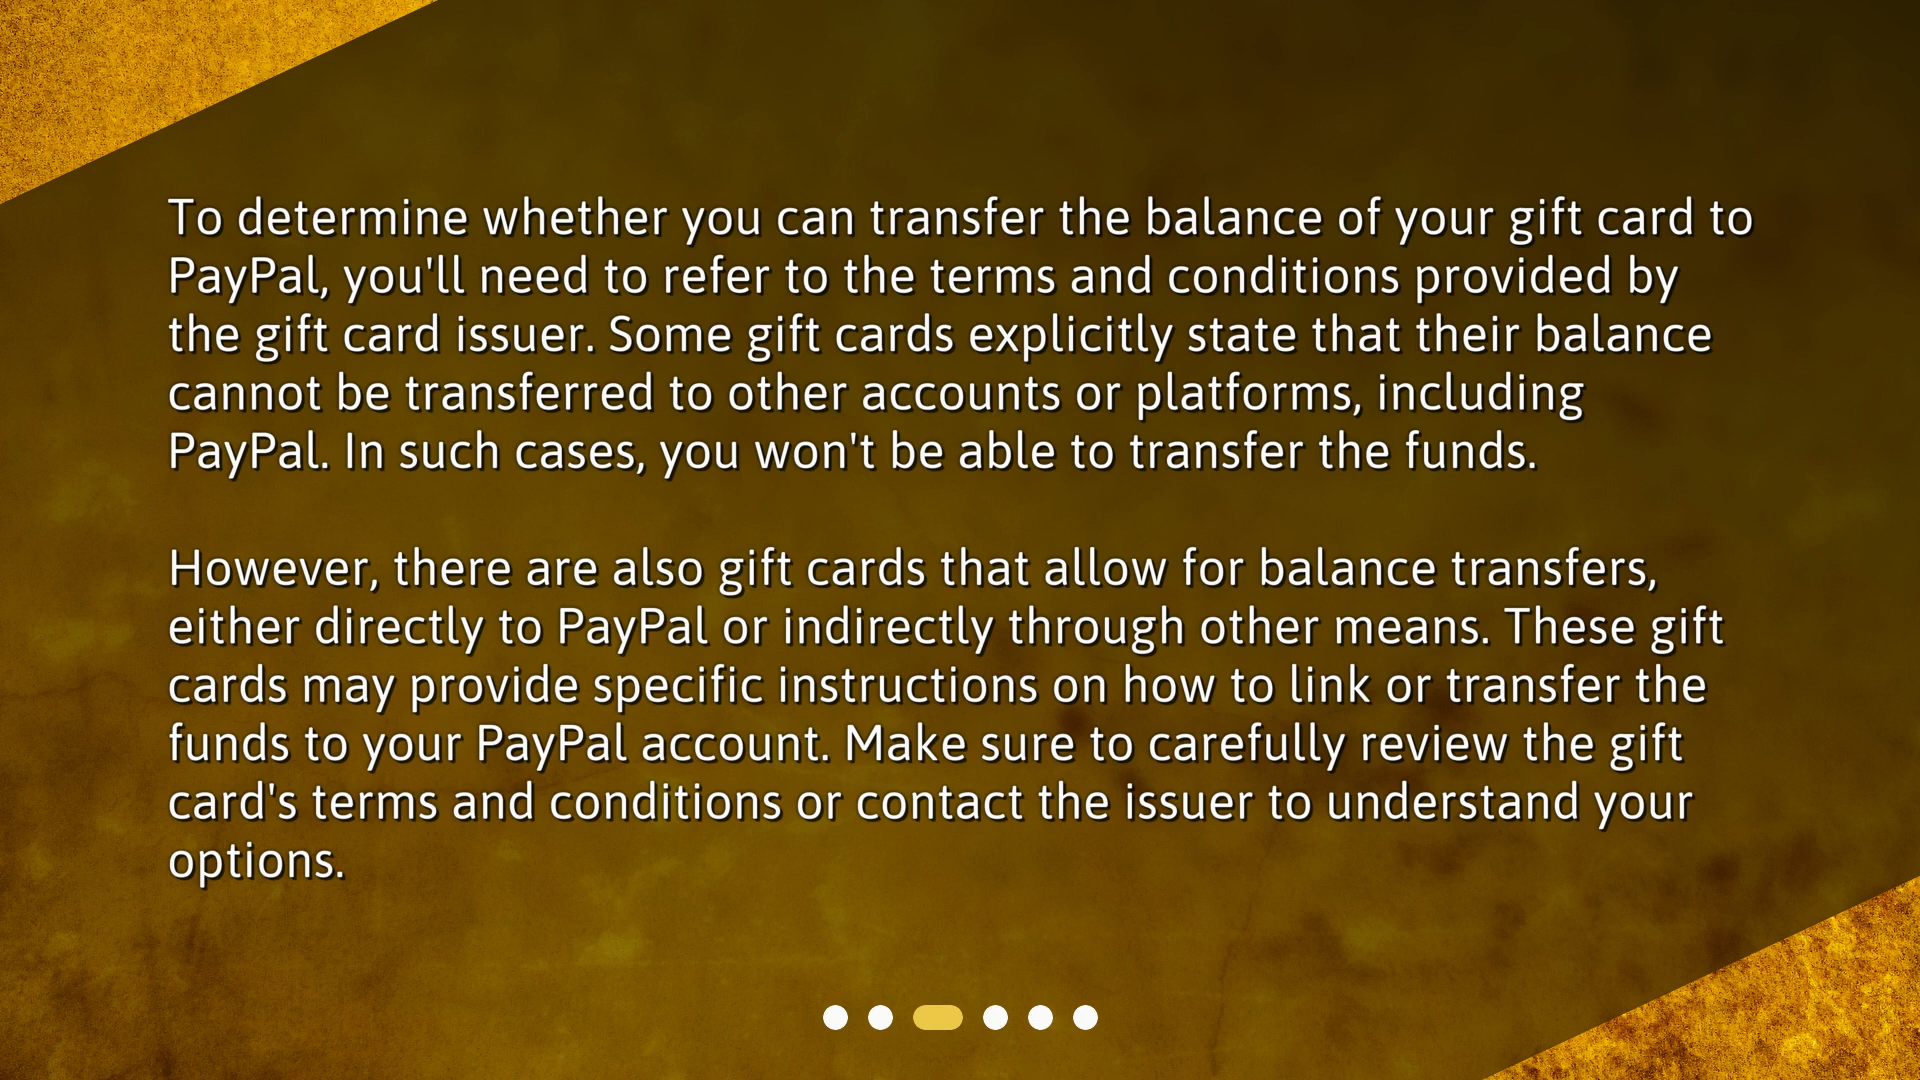 To determine whether you can transfer the balance of your gift card to
PayPal, you'll need to refer to the terms and conditions provided by
the gift card issuer. Some gift cards explicitly state that their balance
cannot be transferred to other accounts or platforms, including
PayPal. In such cases, you won't be able to transfer the funds.
However, there are also gift cards that allow for balance transfers,
either directly to PayPal or indirectly through other means. These gift
cards may provide specific instructions on how to link or transfer the
funds to your PayPal account. Make sure to carefully review the gift
card's terms and conditions or contact the issuer to understand your
options.